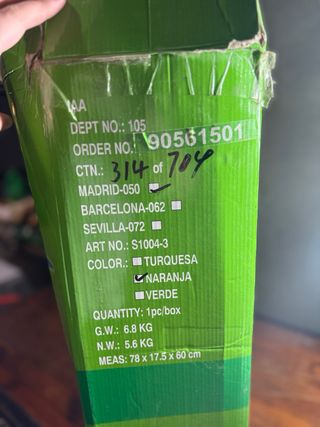 IAA
DEPT NO.: 105
ORDER NO.: 90561501
CTN.: 314 of 704
MADRID-050
BARCELONA-062
SEVILLA-072
ART NO.: S1004-3
COLOR.: TURQUESA
NARANJA
VERDE
QUANTITY: 1pc/box
G.W.: 6.8 KG
N.W.: 5.6 KG
MEAS: 78 x 17.5 x 60 cm